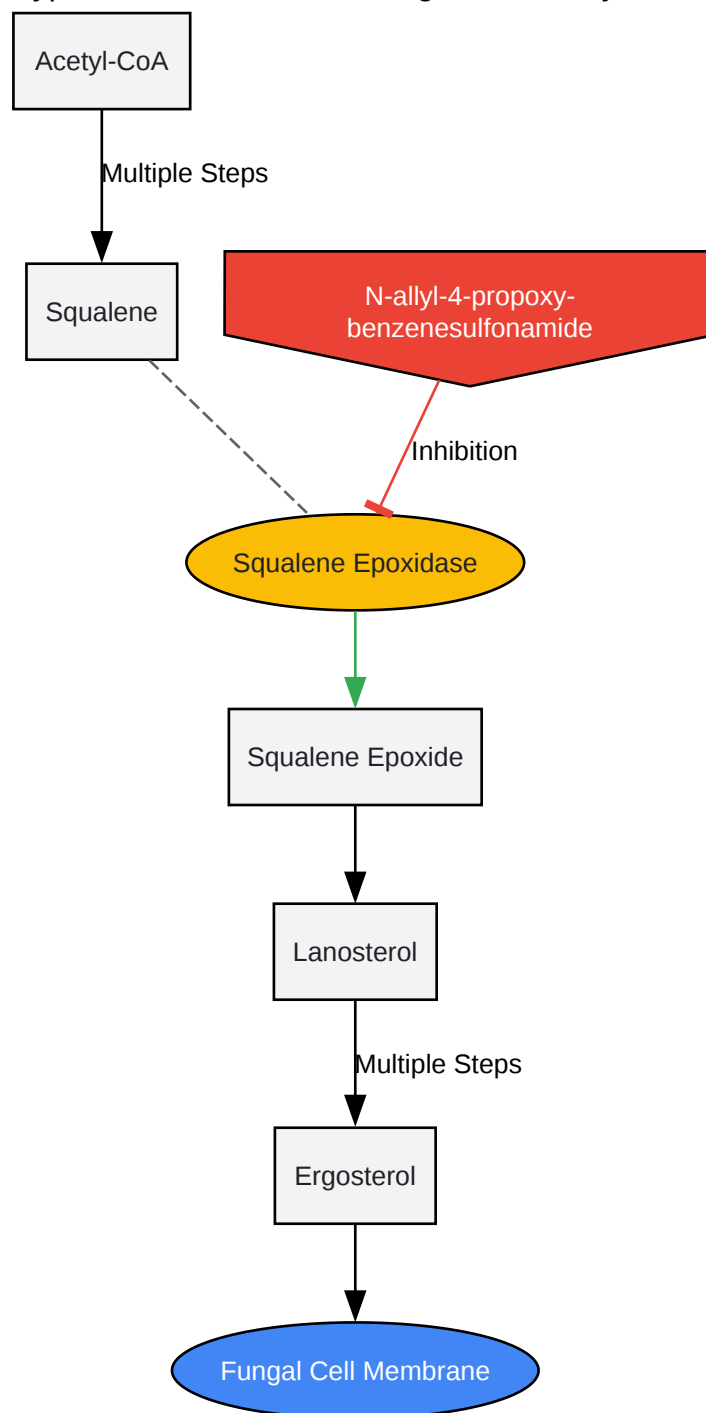 Acetyl-CoA
Multiple Steps
Squalene
N-allyl-4-propoxy-
benzenesulfonamide
Inhibition
Squalene Epoxidase
Squalene Epoxide
Lanosterol
Multiple Steps
Ergosterol
Fungal Cell Membrane